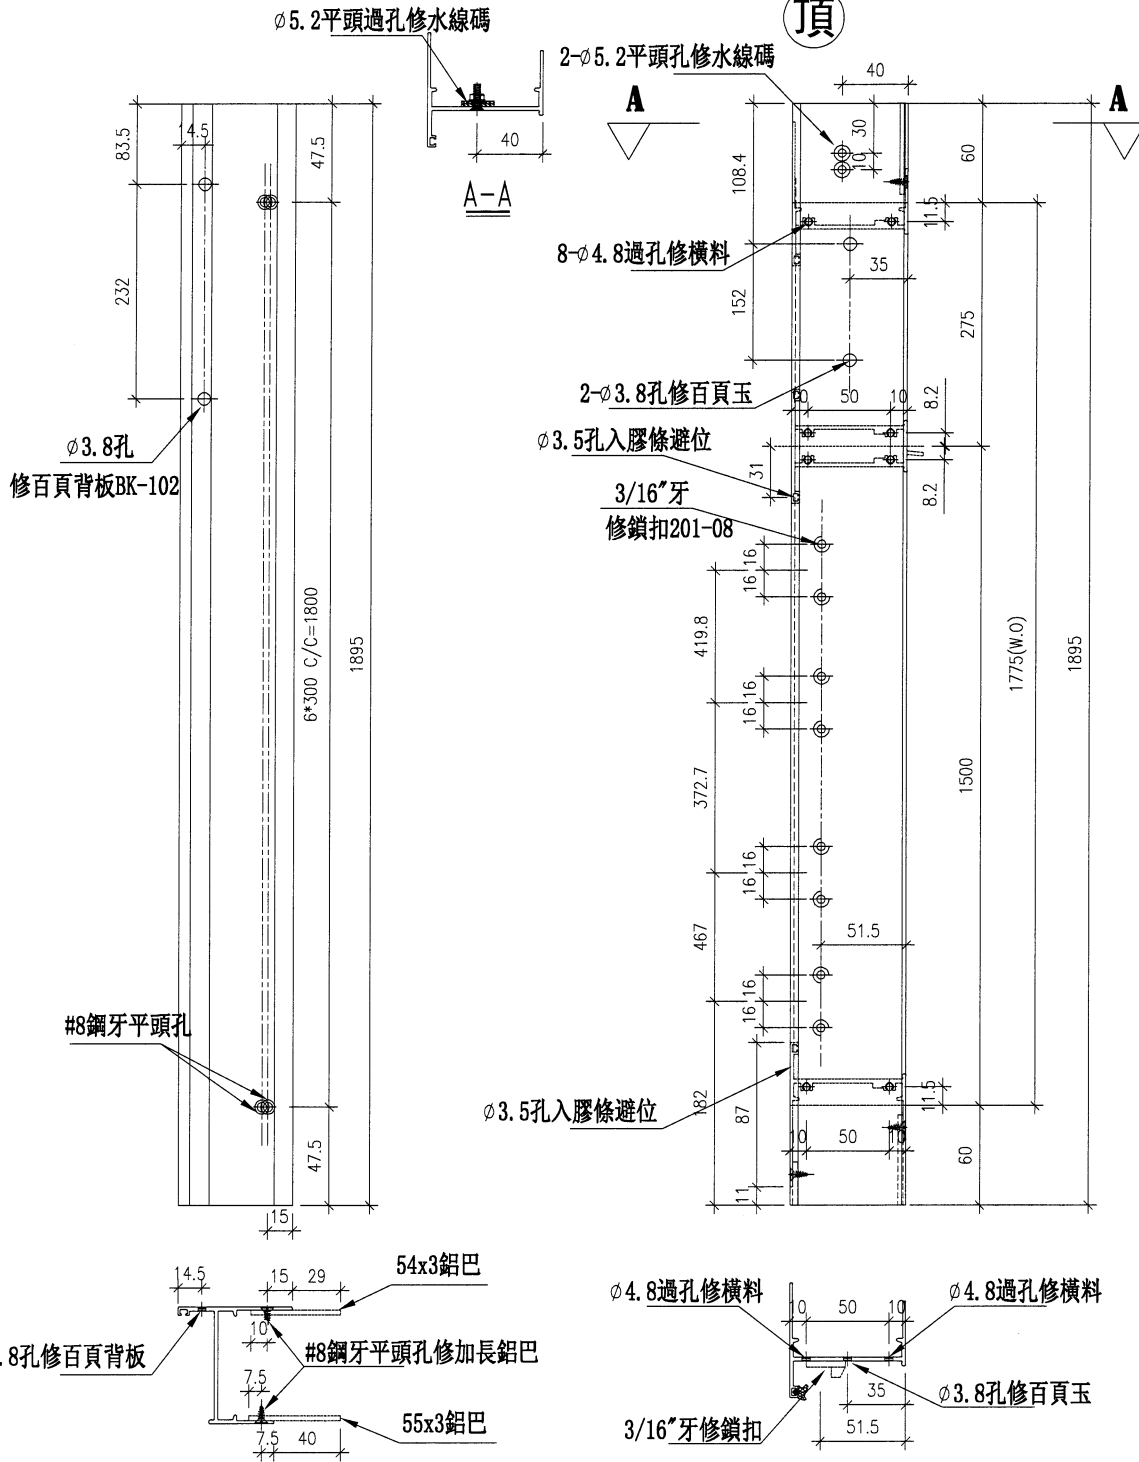 頂
∅5.2平頭過孔修水線碼
40
A-A
2-∅5.2平頭孔修水線碼
40
A
A
83.5
14.5
47.5
232
∅3.8孔
修百頁背板BK-102
6*300 C/C=1800
1895
#8鋼牙平頭孔
47.5
15
108.4
30
10
60
11.5
8-∅4.8過孔修橫料
35
152
275
2-∅3.8孔修百頁玉
50
10
8.2
∅3.5孔入膠條避位
31
8.2
3/16″牙
修鎖扣201-08
16
16
419.8
16
16
1775(W.O)
1895
372.7
1500
16
16
467
51.5
16
16
182
∅3.5孔入膠條避位
87
11.5
10
50
10
60
11
14.5
15
29
54x3鋁巴
10
.8孔修百頁背板
#8鋼牙平頭孔修加長鋁巴
7.5
55x3鋁巴
7.5
40
∅4.8過孔修橫料
∅4.8過孔修橫料
10
50
10
35
∅3.8孔修百頁玉
3/16″牙修鎖扣
51.5